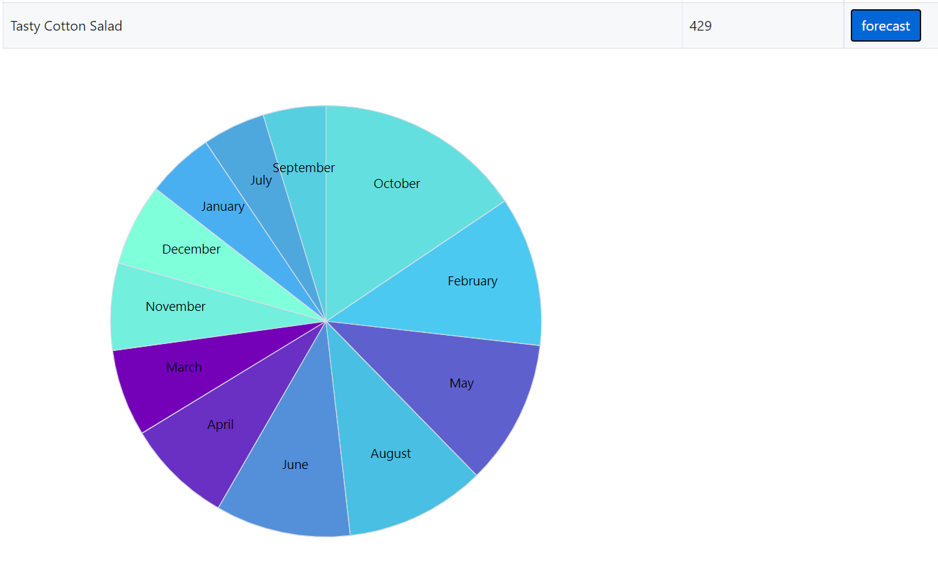 Tasty Cotton Salad 429 forecast
September
October
July
January
December
February
November
March
May
April
August
June